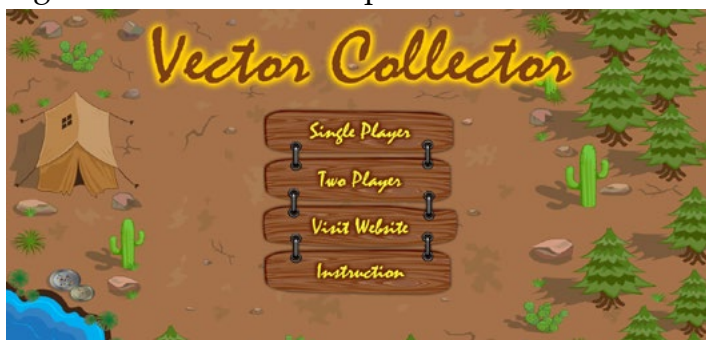 Vector Collector
Single Player
Two Player
Visit Website
Instruction